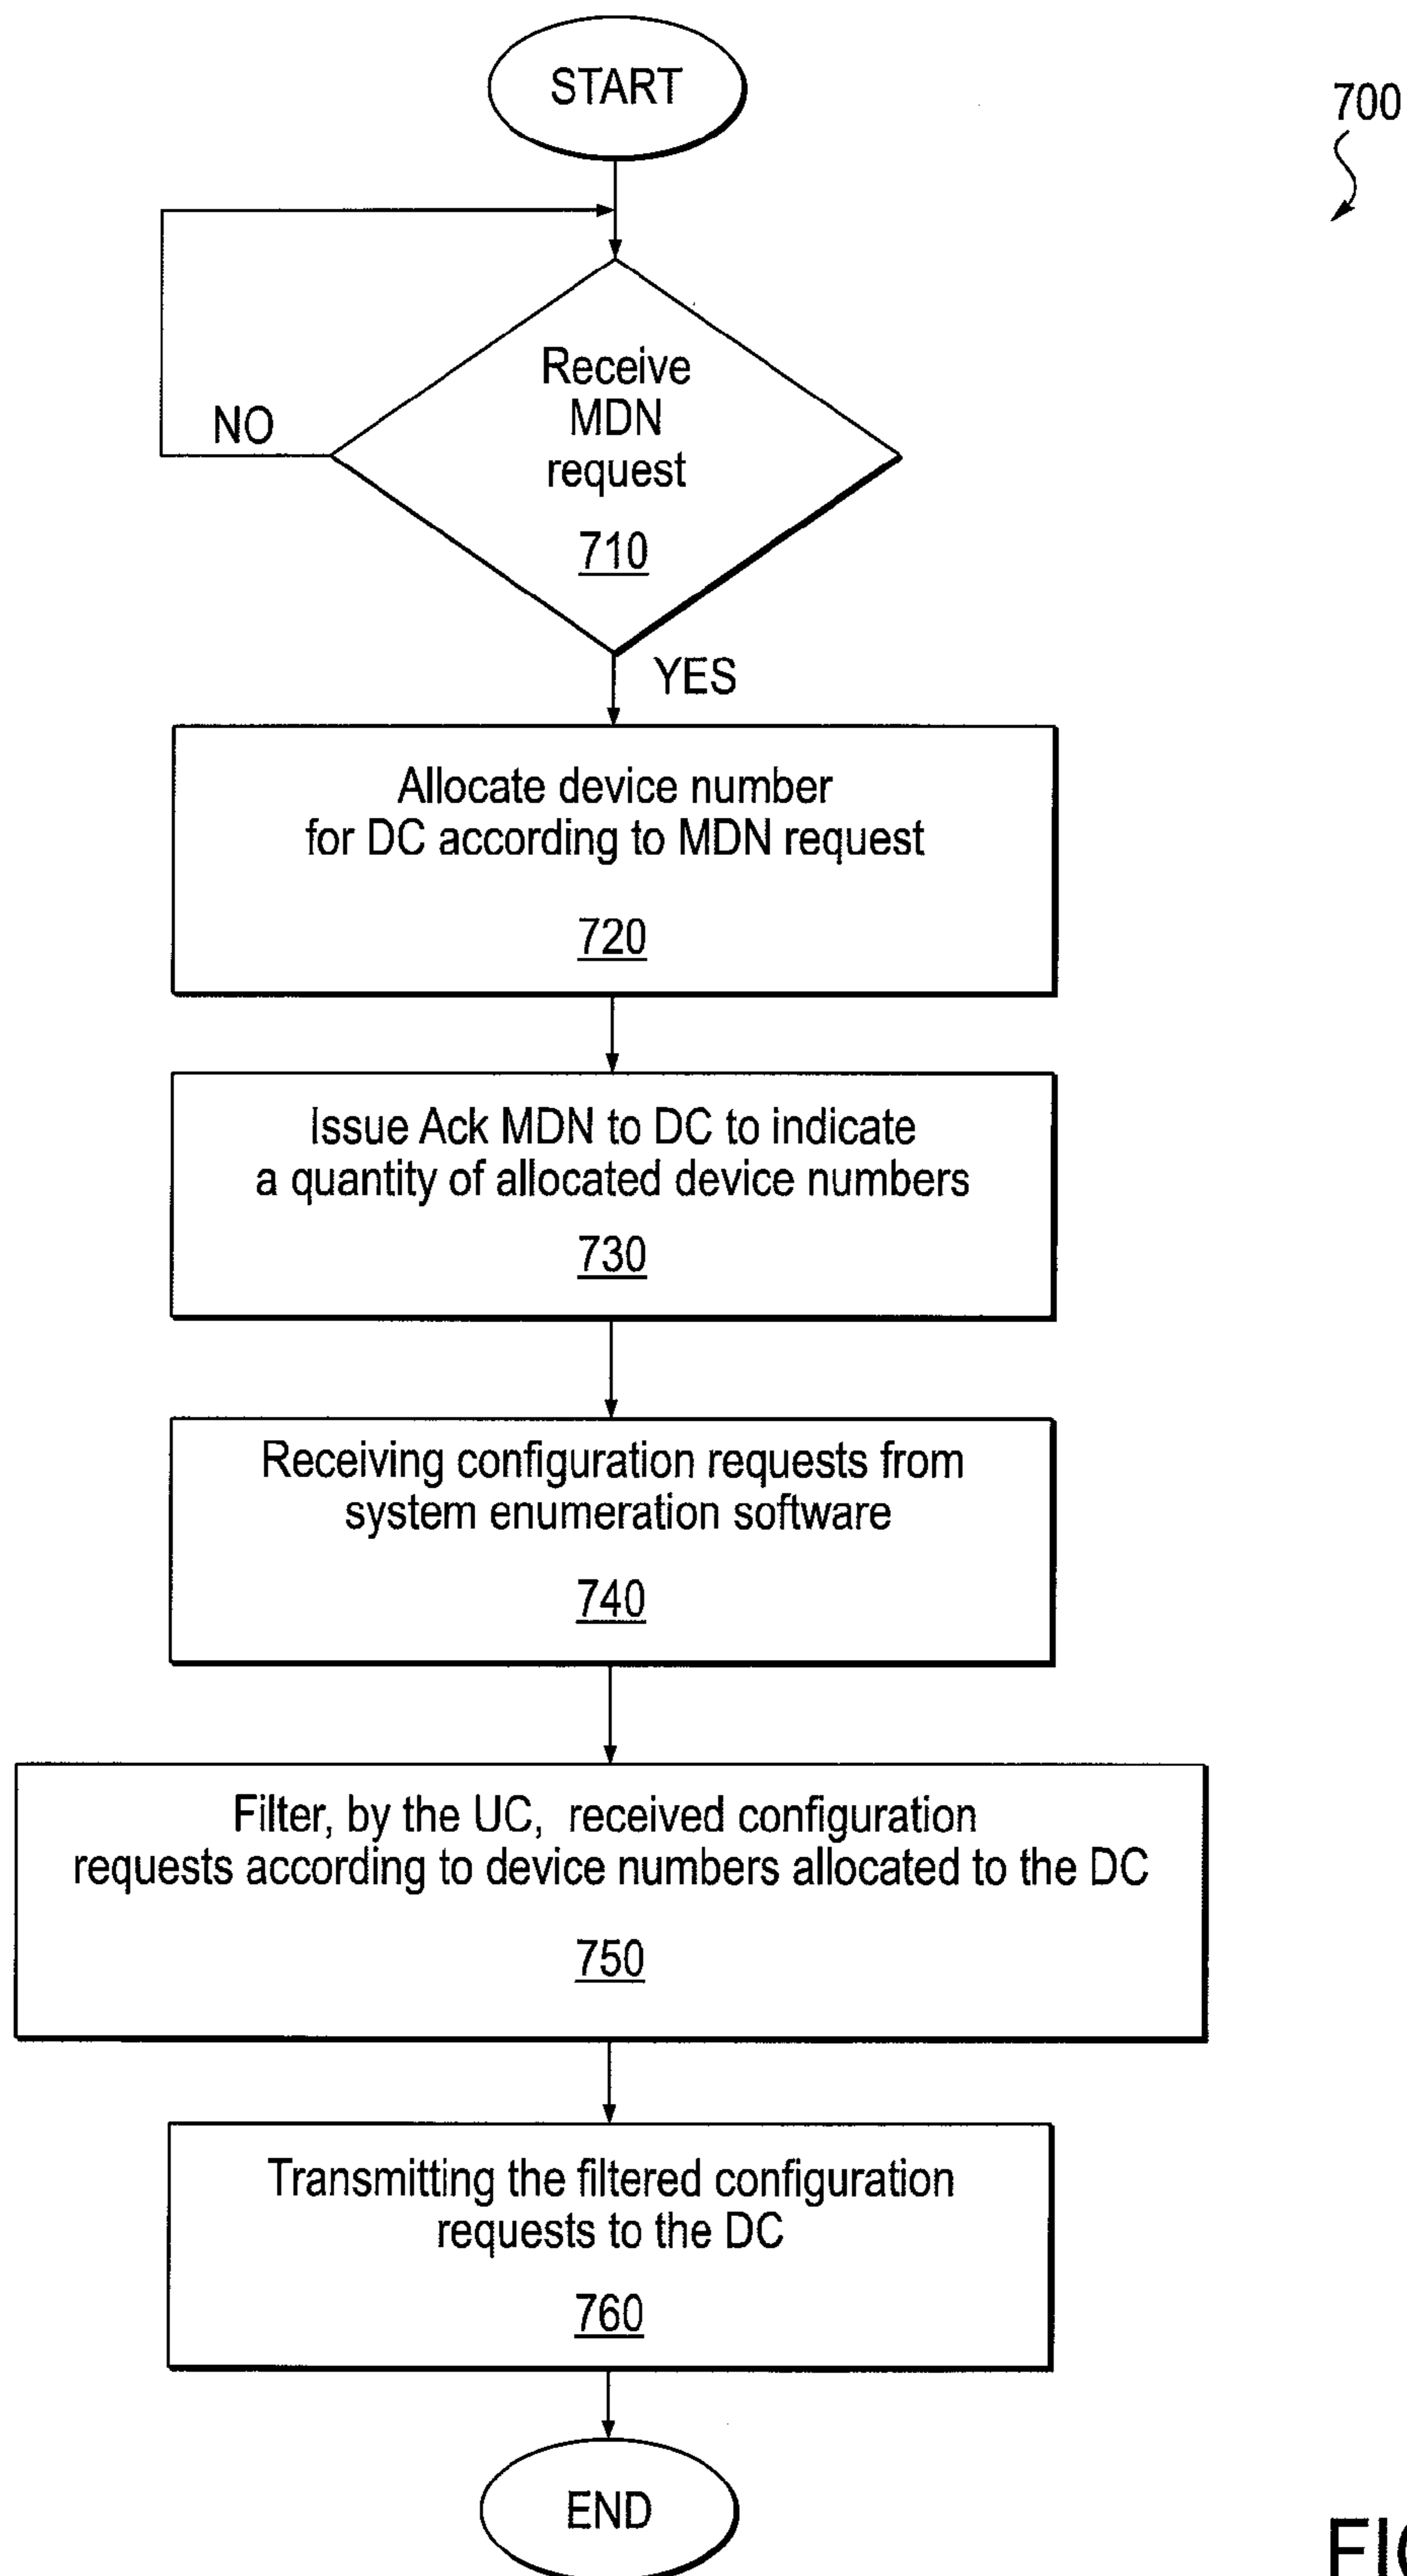 START
700
Receive
MDN
request
710
NO
YES
Allocate device number
for DC according to MDN request
720
Issue Ack MDN to DC to indicate
a quantity of allocated device numbers
730
Receiving configuration requests from
system enumeration software
740
Filter, by the UC, received configuration
requests according to device numbers allocated to the DC
750
Transmitting the filtered configuration
requests to the DC
760
END